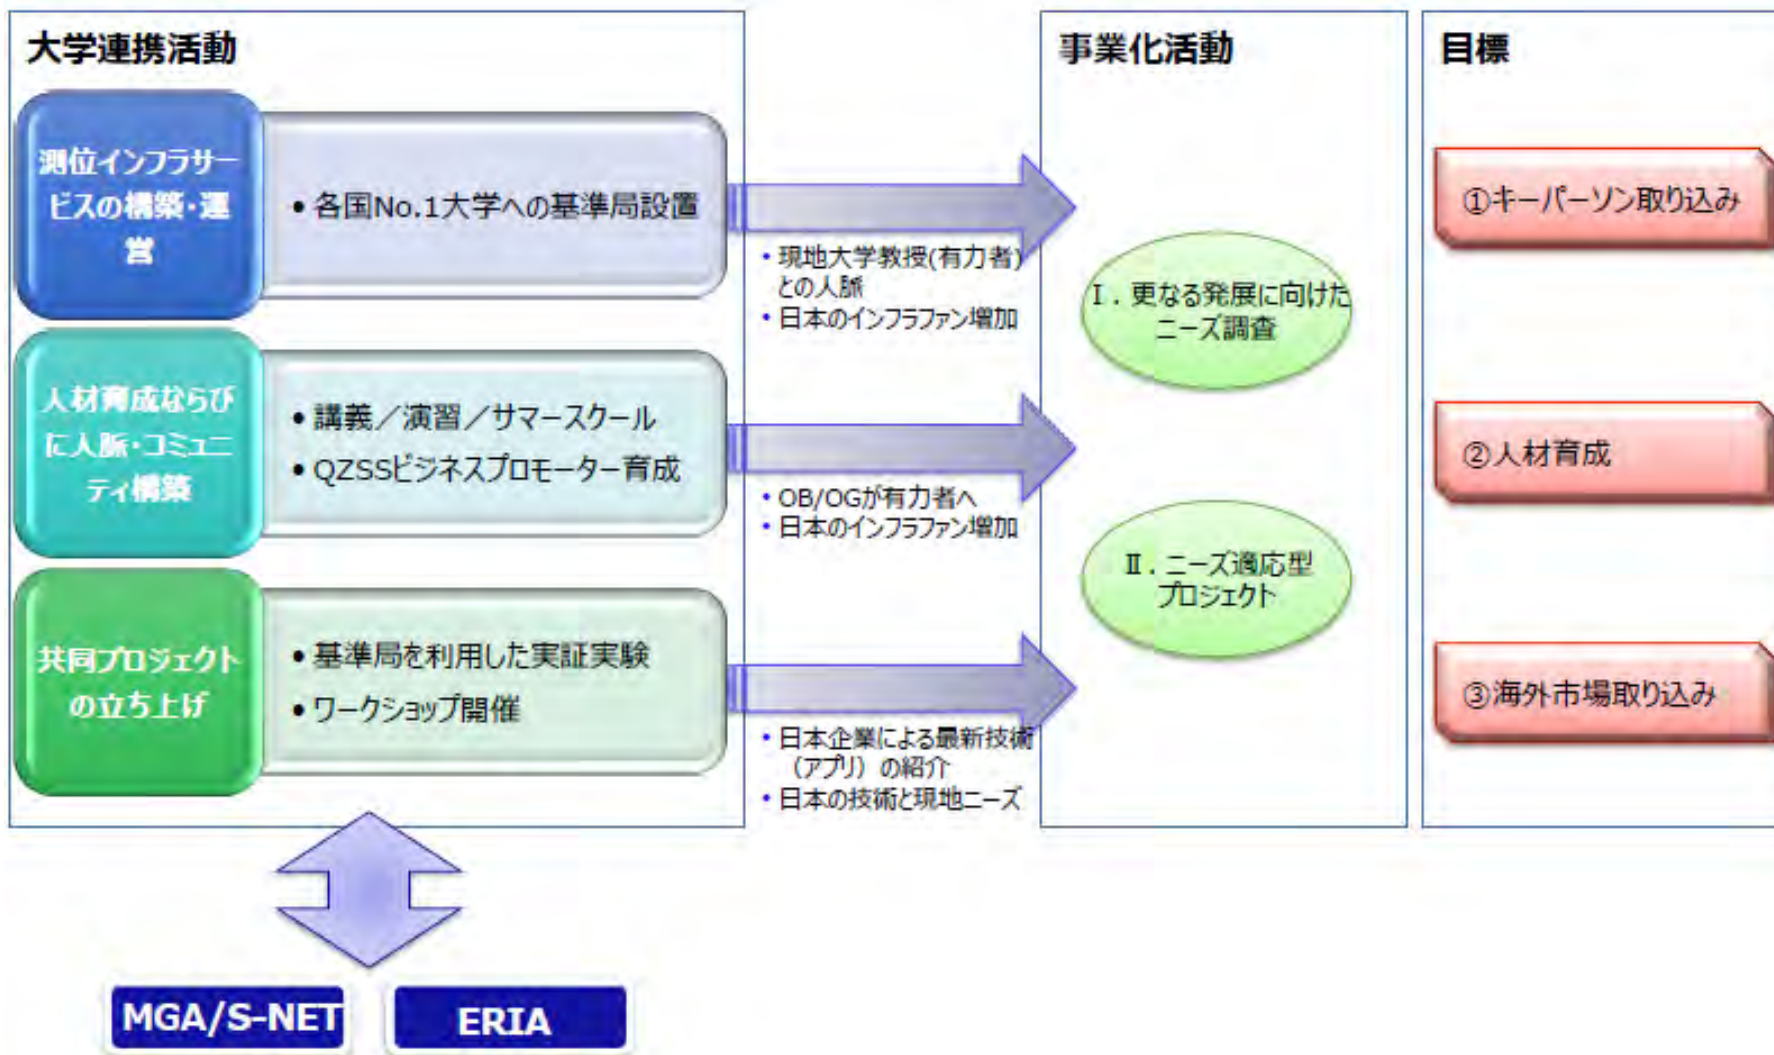 大学連携活動
測位インフラサー
ビスの構築・運
営
• 各国No.1大学への基準局設置
• 現地大学教授(有力者)
との人脈
• 日本のインフラファン増加
人材育成ならび
に人脈・コミュニ
ティ構築
• 講義／演習／サマースクール
• QZSSビジネスプロモーター育成
• OB/OGが有力者へ
• 日本のインフラファン増加
共同プロジェクト
の立ち上げ
• 基準局を利用した実証実験
• ワークショップ開催
• 日本企業による最新技術
（アプリ）の紹介
• 日本の技術と現地ニーズ
事業化活動
Ⅰ．更なる発展に向けた
ニーズ調査
Ⅱ．ニーズ適応型
プロジェクト
目標
①キーパーソン取り込み
②人材育成
③海外市場取り込み
MGA/S-NET
ERIA